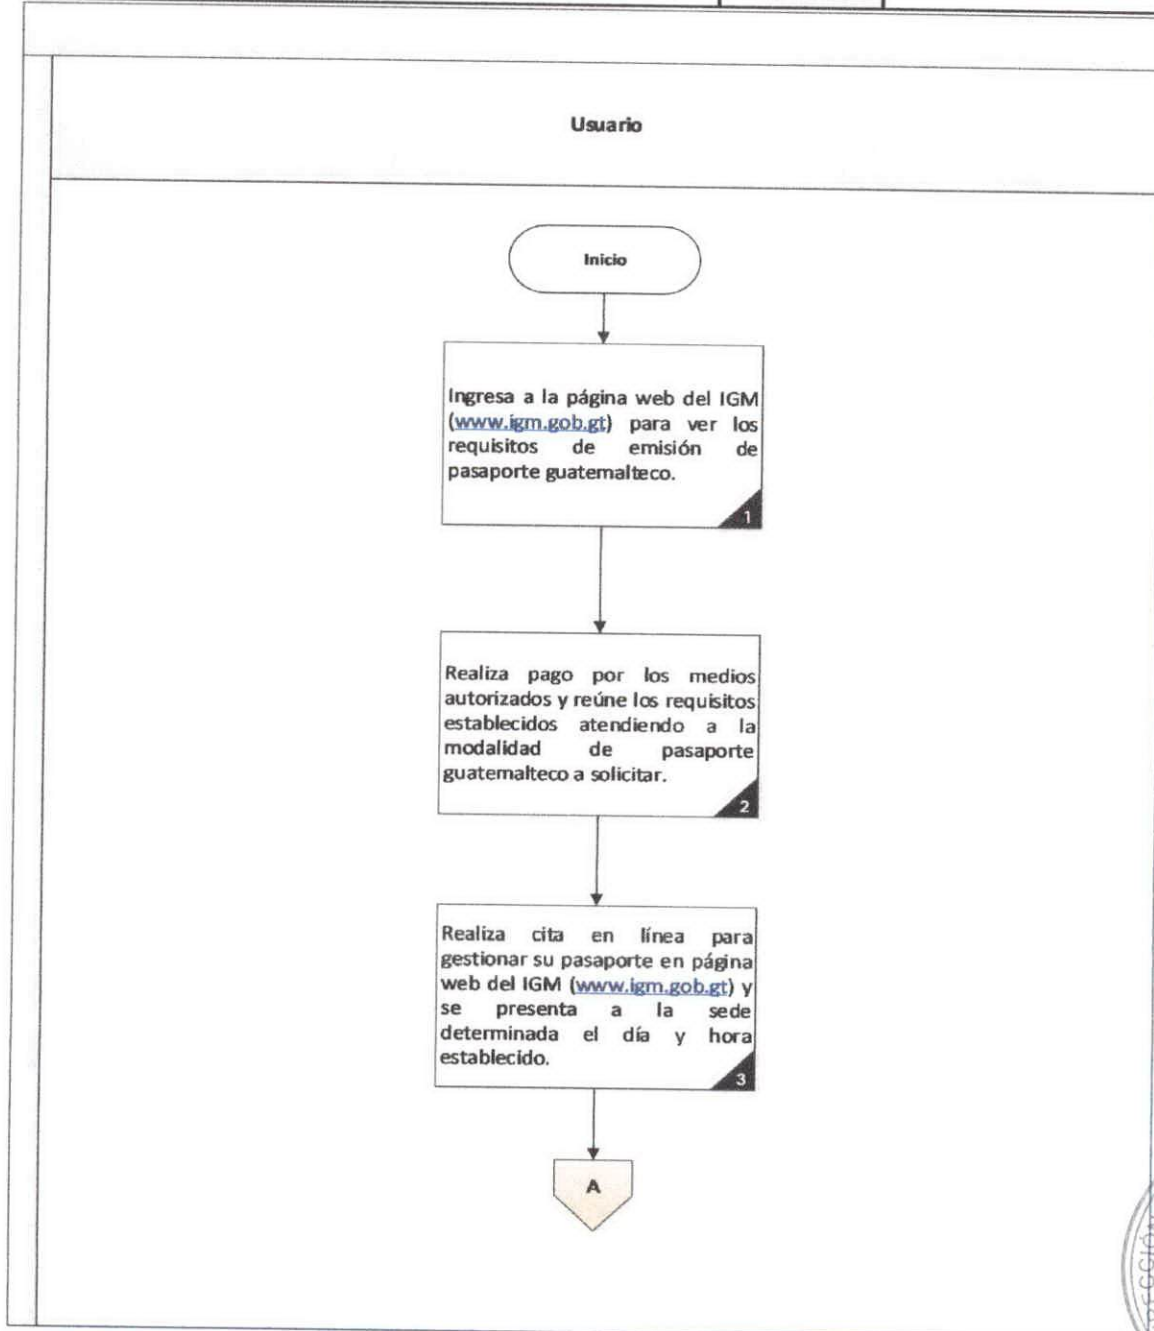 Usuario
Inicio
Ingresa a la página web del IGM
(www.igm.gob.gt) para ver los
requisitos de emisión de
pasaporte guatemalteco.
1
Realiza pago por los medios
autorizados y reúne los requisitos
establecidos atendiendo a la
modalidad de pasaporte
guatemalteco a solicitar.
2
Realiza cita en línea para
gestionar su pasaporte en página
web del IGM (www.igm.gob.gt) y
se presenta a la sede
determinada el día y hora
establecido.
3
A